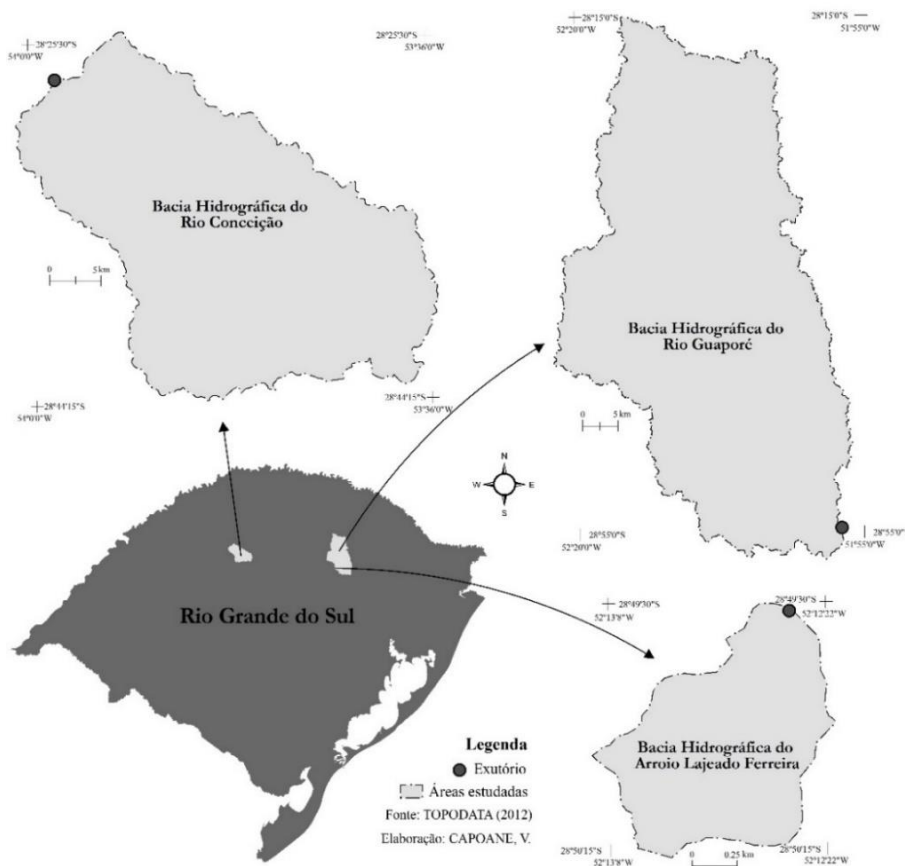 28°25'30"S
54°0'0"W
28°25'30"S
53°36'0"W
Bacia Hidrográfica do
Rio Conceição
0 5 km
28°44'15"S
54°0'0"W
28°44'15"S
53°36'0"W
28°15'0"S
52°20'0"W
28°15'0"S
51°55'0"W
Bacia Hidrográfica do
Rio Guaporé
0 5 km
28°55'0"S
52°20'0"W
28°55'0"S
51°55'0"W
N
W E
S
Rio Grande do Sul
28°49'30"S
52°13'8"W
28°49'30"S
52°12'22"W
Bacia Hidrográfica do
Arroio Lajeado Ferreira
28°50'15"S
52°13'8"W
28°50'15"S
52°12'22"W
0 0.25 km
Legenda
Exutório
Áreas estudadas
Fonte: TOPODATA (2012)
Elaboração: CAPOANE, V.